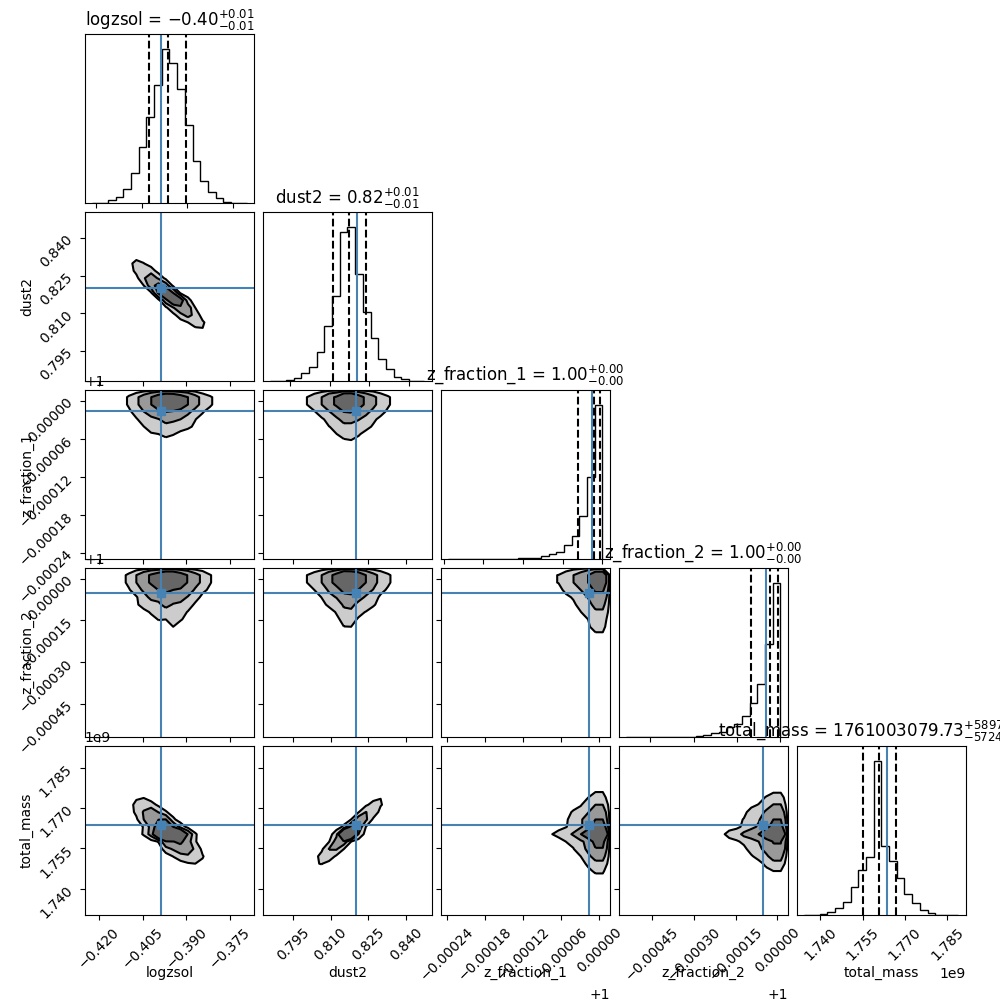 logzsol = −0.40+0.01−0.01
dust2 = 0.82+0.01−0.01
0.840
0.825
0.810
0.795
dust2
z_fraction_1 = 1.00+0.00−0.00
+1
0.00000
−0.00006
−0.00012
−0.00018
−0.00024
z_fraction_1
z_fraction_2 = 1.00+0.00−0.00
+1
0.00000
−0.00015
−0.00030
−0.00045
z_fraction_2
total_mass = 1761003079.73+5897−5724
1e9
1.785
1.770
1.755
1.740
total_mass
−0.420 −0.405 −0.390 −0.375
0.795 0.810 0.825 0.840
−0.00024 −0.00018 −0.00012 −0.00006 0.00000
−0.00045 −0.00030 −0.00015 0.00000
1.740 1.755 1.770 1.785
logzsol dust2 z_fraction_1 z_fraction_2 total_mass 1e9
+1 +1